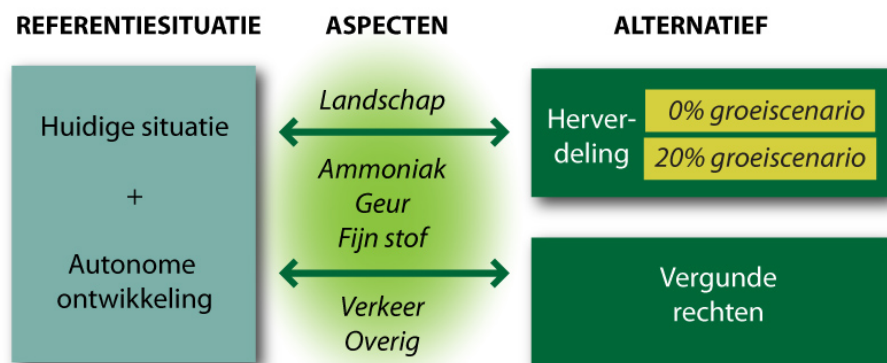 REFERENTIESITUATIE
ASPECTEN
ALTERNATIEF
Huidige situatie
+
Autonome
ontwikkeling
Landschap
Ammoniak
Geur
Fijn stof
Verkeer
Overig
Herver-
deling
0% groeiscenario
20% groeiscenario
Vergunde
rechten